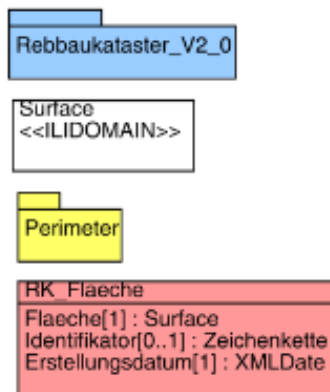 Rebbaukataster_V2_0
Surface
<<ILIDOMAIN>>
Perimeter
RK_Flaeche
Flaeche[1] : Surface
Identifikator[0..1] : Zeichenkette
Erstellungsdatum[1] : XMLDate